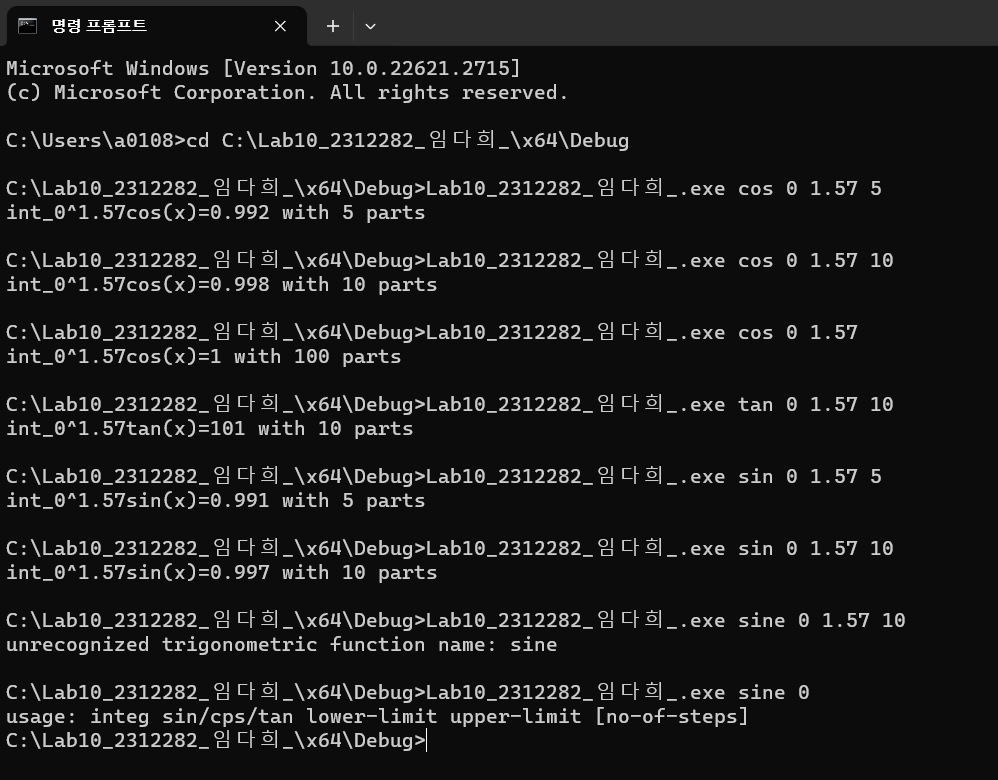 명령 프롬프트
Microsoft Windows [Version 10.0.22621.2715]
(c) Microsoft Corporation. All rights reserved.
C:\Users\a0108>cd C:\Lab10_2312282_임다희_\x64\Debug
C:\Lab10_2312282_임다희_\x64\Debug>Lab10_2312282_임다희_.exe cos 0 1.57 5
int_0^1.57cos(x)=0.992 with 5 parts
C:\Lab10_2312282_임다희_\x64\Debug>Lab10_2312282_임다희_.exe cos 0 1.57 10
int_0^1.57cos(x)=0.998 with 10 parts
C:\Lab10_2312282_임다희_\x64\Debug>Lab10_2312282_임다희_.exe cos 0 1.57
int_0^1.57cos(x)=1 with 100 parts
C:\Lab10_2312282_임다희_\x64\Debug>Lab10_2312282_임다희_.exe tan 0 1.57 10
int_0^1.57tan(x)=101 with 10 parts
C:\Lab10_2312282_임다희_\x64\Debug>Lab10_2312282_임다희_.exe sin 0 1.57 5
int_0^1.57sin(x)=0.991 with 5 parts
C:\Lab10_2312282_임다희_\x64\Debug>Lab10_2312282_임다희_.exe sin 0 1.57 10
int_0^1.57sin(x)=0.997 with 10 parts
C:\Lab10_2312282_임다희_\x64\Debug>Lab10_2312282_임다희_.exe sine 0 1.57 10
unrecognized trigonometric function name: sine
C:\Lab10_2312282_임다희_\x64\Debug>Lab10_2312282_임다희_.exe sine 0
usage: integ sin/cps/tan lower-limit upper-limit [no-of-steps]
C:\Lab10_2312282_임다희_\x64\Debug>